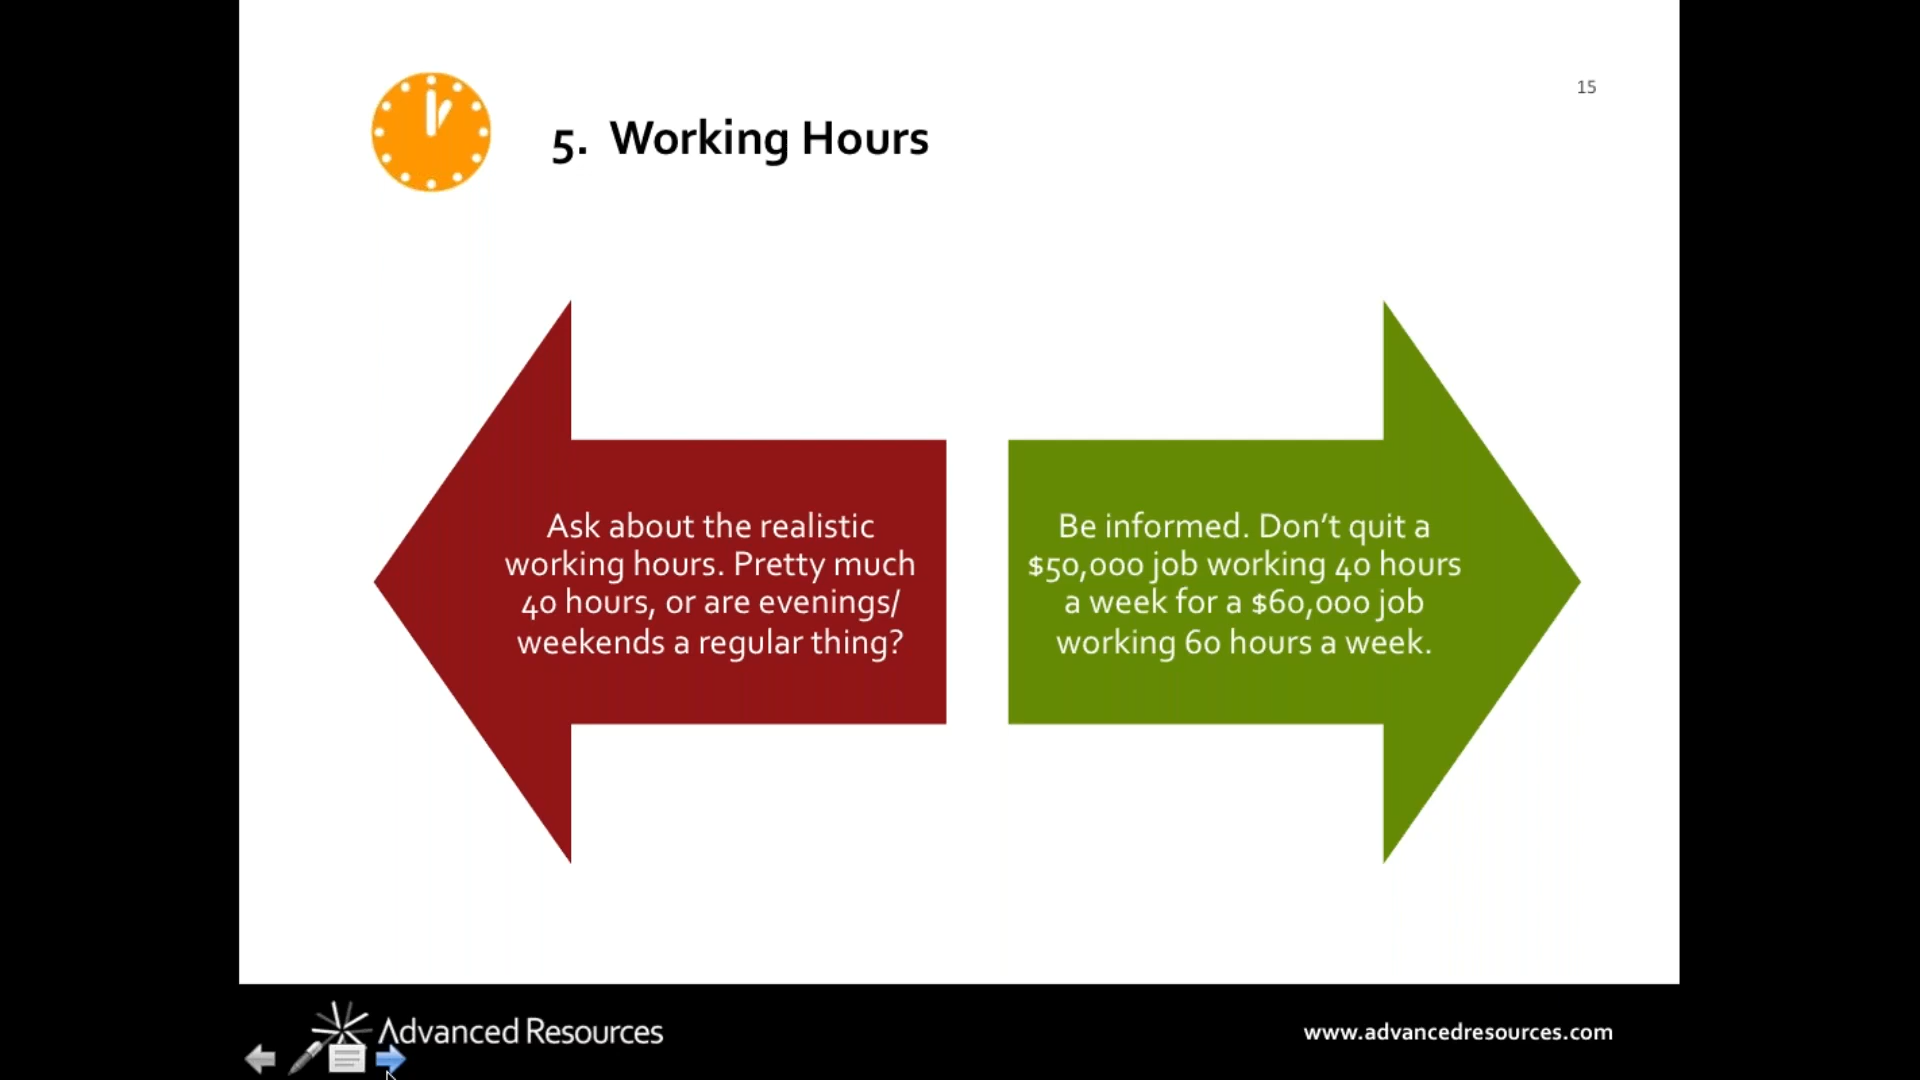 15
5. Working Hours
Ask about the realistic
working hours. Pretty much
40 hours, or are evenings/
weekends a regular thing?
Be informed. Don’t quit a
$50,000 job working 40 hours
a week for a $60,000 job
working 60 hours a week.
Advanced Resources
www.advancedresources.com